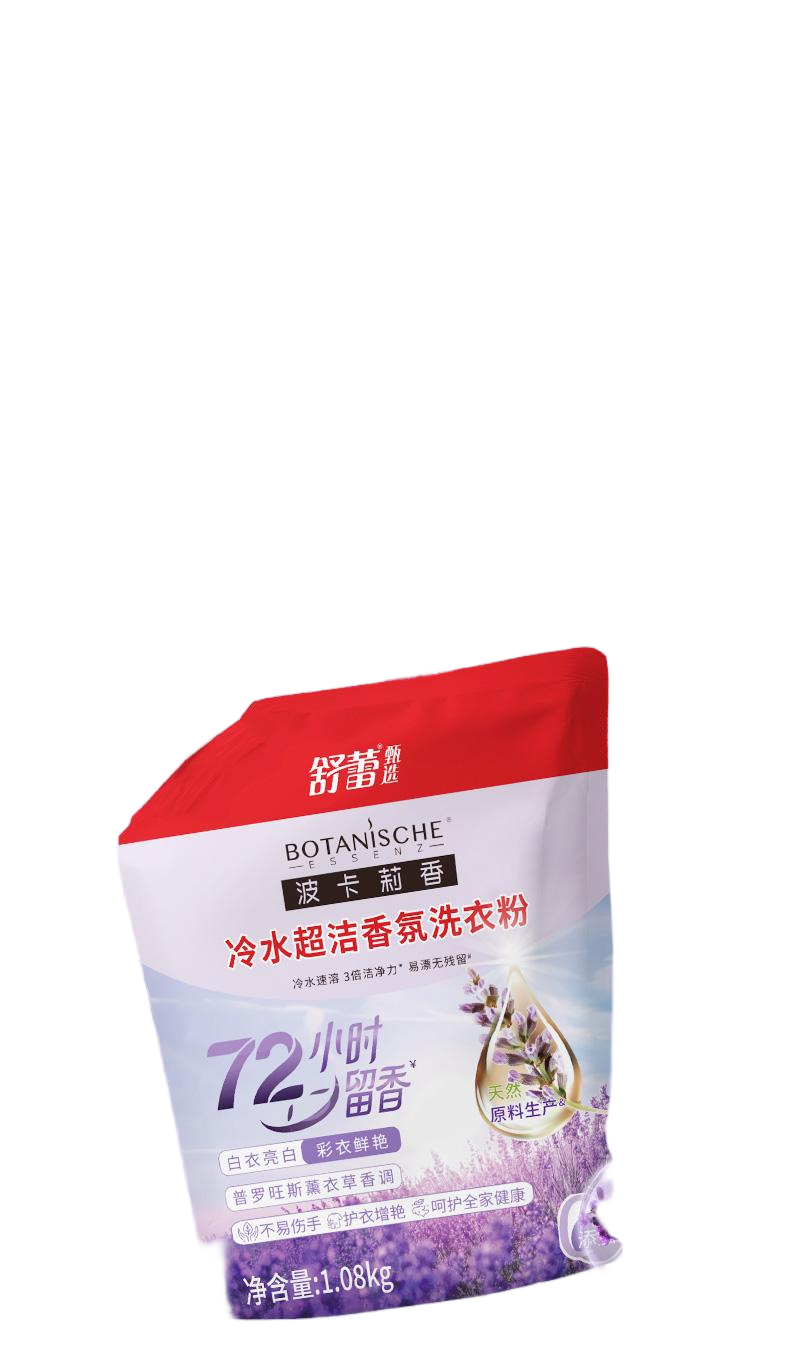 舒蕾®甄选
BOTANISCHE®
ESSENZ
波卡莉香
冷水超洁香氛洗衣粉
冷水速溶 3倍洁净力* 易漂无残留#
72小时
留香¥
天然
原料生产&
白衣亮白 彩衣鲜艳
普罗旺斯薰衣草香调
不易伤手 护衣增艳 呵护全家健康
添
净含量:1.08kg